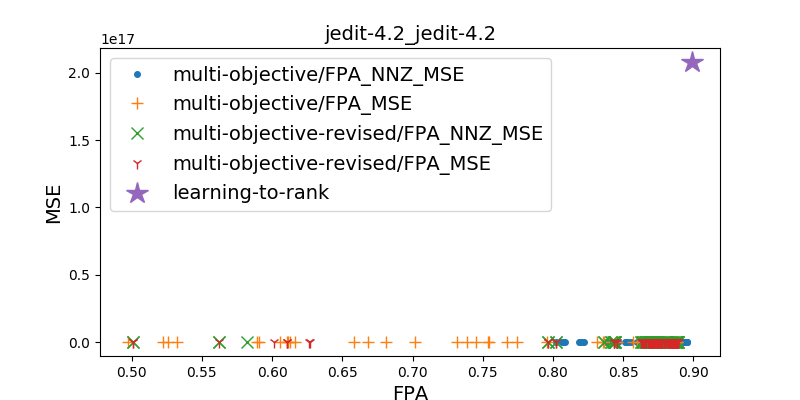 jedit-4.2_jedit-4.2
1e17
2.0
1.5
1.0
0.5
0.0
MSE
multi-objective/FPA_NNZ_MSE
multi-objective/FPA_MSE
multi-objective-revised/FPA_NNZ_MSE
multi-objective-revised/FPA_MSE
learning-to-rank
0.50 0.55 0.60 0.65 0.70 0.75 0.80 0.85 0.90
FPA